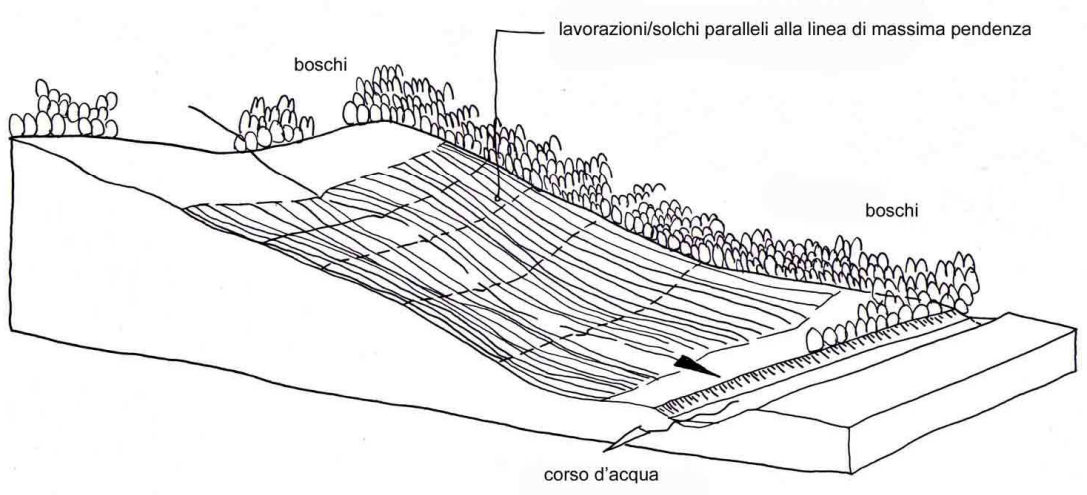 lavorazioni/solchi paralleli alla linea di massima pendenza
boschi
boschi
corso d'acqua